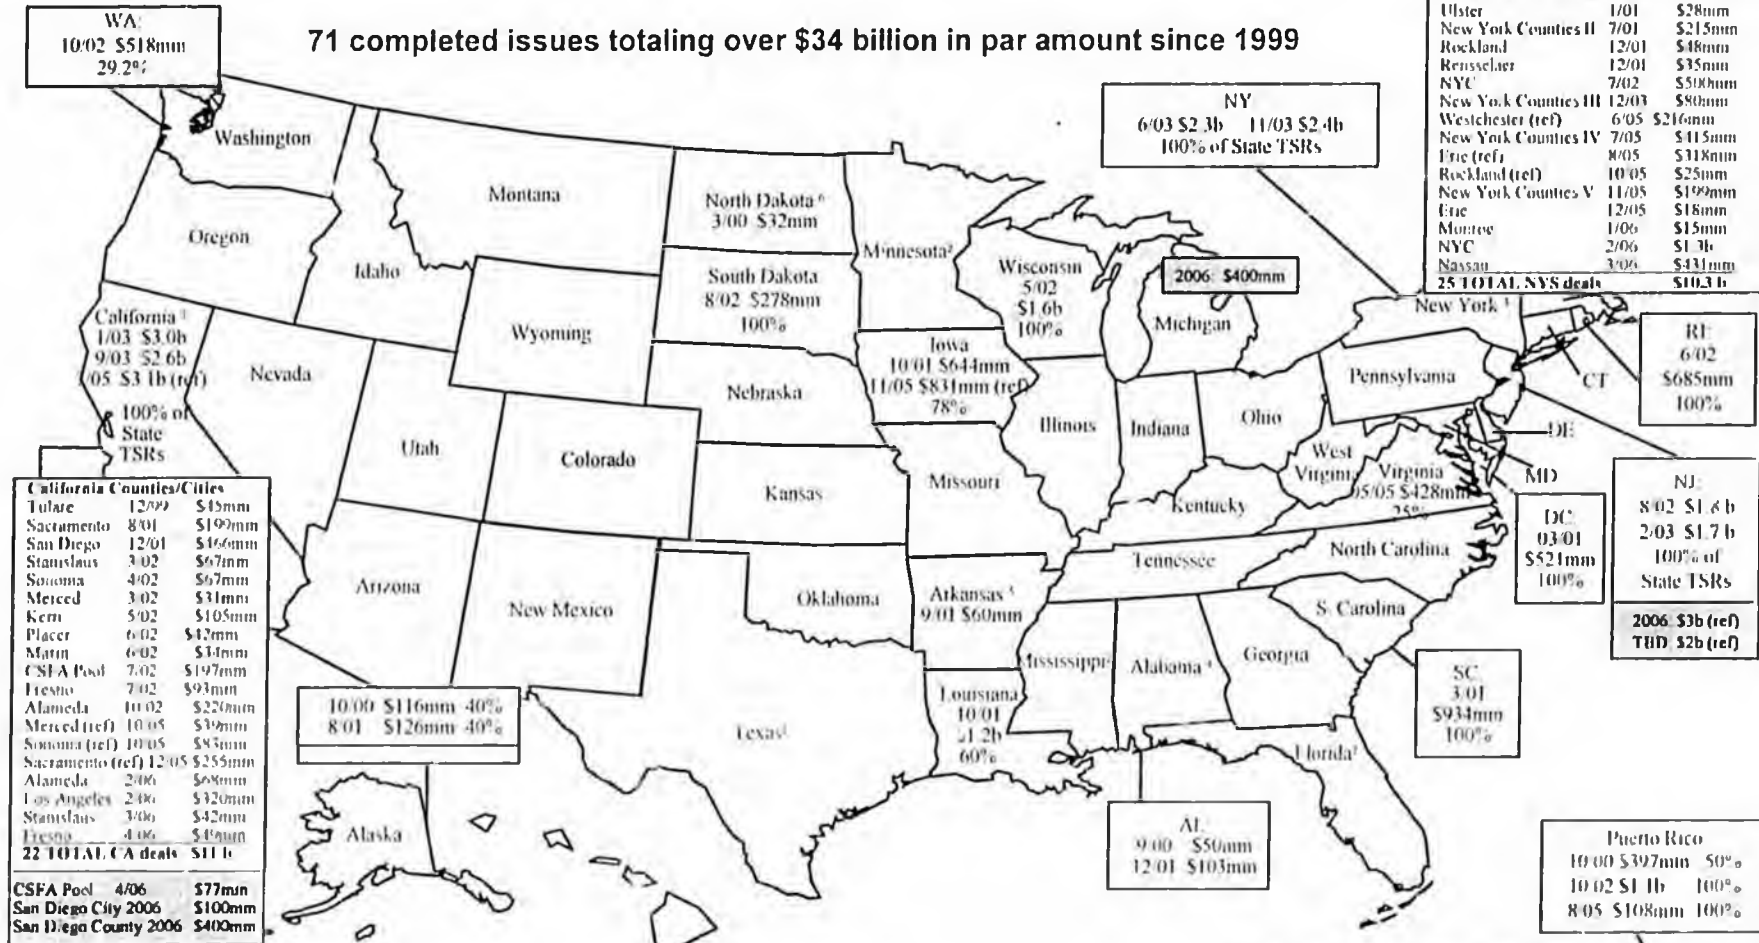 71 completed issues totaling over $34 billion in par amount since 1999
WA:
10/02 $518mm
29.2%
Ulster 1/01 $28mm
New York Counties II 7/01 $215mm
Rockland 12/01 $48mm
Rensselaer 12/01 $35mm
NYC 7/02 $500mm
New York Counties III 12/03 $80mm
Westchester (ref) 6/05 $216mm
New York Counties IV 7/05 $415mm
Erie (ref) 8/05 $318mm
Rockland (ref) 10/05 $25mm
New York Counties V 11/05 $199mm
Erie 12/05 $18mm
Monroe 1/06 $15mm
NYC 2/06 $1.3b
Nassau 3/06 $431mm
25 TOTAL NYS deals $10.3 b
NY
6/03 $2.3b 11/03 $2.4b
100% of State TSRs
Washington
Oregon
Idaho
Montana
Wyoming
North Dakota 6
3/00 $32mm
South Dakota
8/02 $278mm
100%
Minnesota2
Wisconsin
5/02
$1.6b
100%
2006: $400mm
Michigan
New York
RI:
6/02
$685mm
100%
California
1/03 $3.0b
9/03 $2.6b
/05 $3.1b (ref)
100% of
State
TSRs
Nevada
Utah
Colorado
Nebraska
Kansas
Iowa
10/01 $644mm
11/05 $831mm (ref)
78%
Missouri
Illinois
Indiana
Ohio
Pennsylvania
CT
DE
MD
West
Virginia
Virginia
05/05 $428mm
25%
Kentucky
Tennessee
North Carolina
S. Carolina
DC:
03/01
$521mm
100%
NJ:
8/02 $1.8 b
2/03 $1.7 b
100% of
State TSRs
2006: $3b (ref)
TBD $2b (ref)
California Counties/Cities
Tulare 12/99 $45mm
Sacramento 8/01 $199mm
San Diego 12/01 $466mm
Stanislaus 3/02 $67mm
Sonoma 4/02 $67mm
Merced 3/02 $31mm
Kern 5/02 $105mm
Placer 6/02 $42mm
Marin 6/02 $34mm
CSFA Pool 7/02 $197mm
Fresno 7/02 $93mm
Alameda 10/02 $220mm
Merced (ref) 10/05 $39mm
Sonoma (ref) 10/05 $83mm
Sacramento (ref) 12/05 $255mm
Alameda 2/06 $68mm
Los Angeles 2/06 $320mm
Stanislaus 3/06 $42mm
Fresno 4/06
22 TOTAL CA deals $11 b
CSFA Pool 4/06 $77mm
San Diego City 2006 $100mm
San Diego County 2006 $400mm
Arizona
New Mexico
Oklahoma
Texas
Arkansas
9/01 $60mm
Louisiana
10/01
1.2b
60%
Mississippi
Alabama 4
Georgia
Florida
SC:
3/01
$934mm
100%
10/00 $116mm 40%
8/01 $126mm 40%
Alaska
AL:
9/00 $50mm
12/01 $103mm
Puerto Rico
10/00 $397mm 50%
10/02 $1.1b 100%
8/05 $108mm 100%